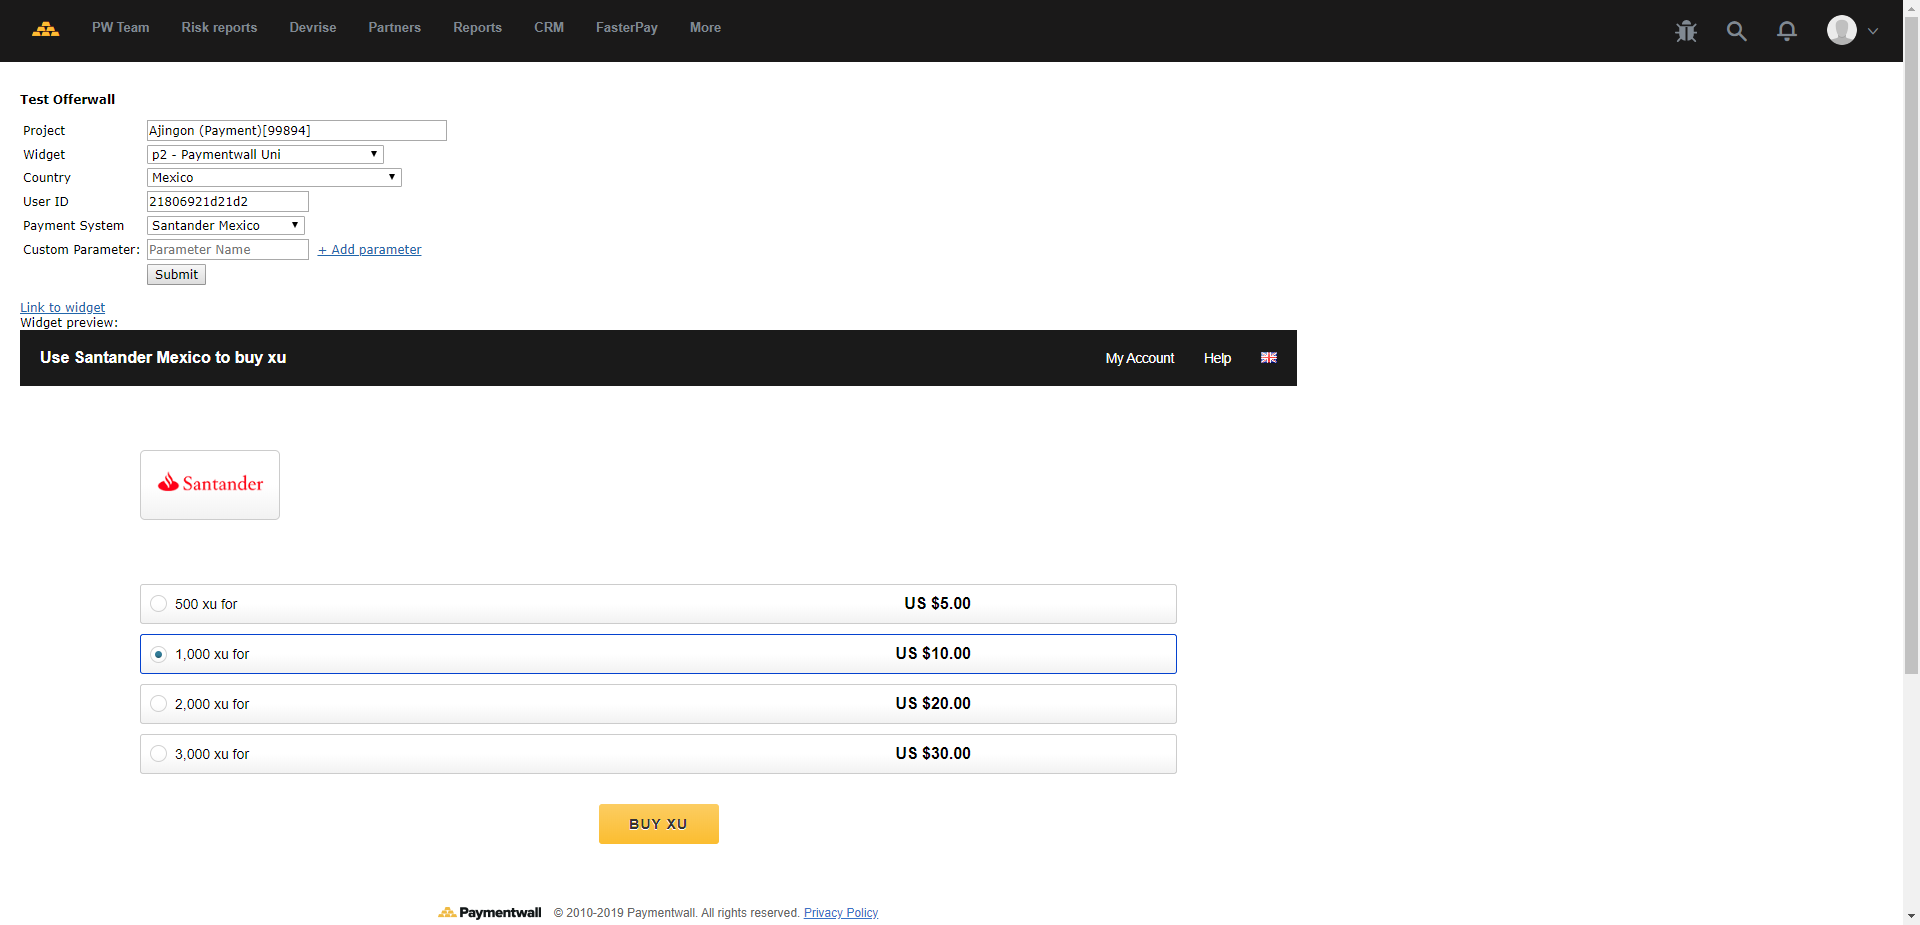 PW Team Risk reports Devrise Partners Reports CRM FasterPay More
Test Offerwall
Project Ajingon (Payment)[99894]
Widget p2 - Paymentwall Uni
Country Mexico
User ID 21806921d21d2
Payment System Santander Mexico
Custom Parameter: Parameter Name + Add parameter
Submit
Link to widget
Widget preview:
Use Santander Mexico to buy xu My Account Help
Santander
500 xu for US $5.00
1,000 xu for US $10.00
2,000 xu for US $20.00
3,000 xu for US $30.00
BUY XU
Paymentwall © 2010-2019 Paymentwall. All rights reserved. Privacy Policy